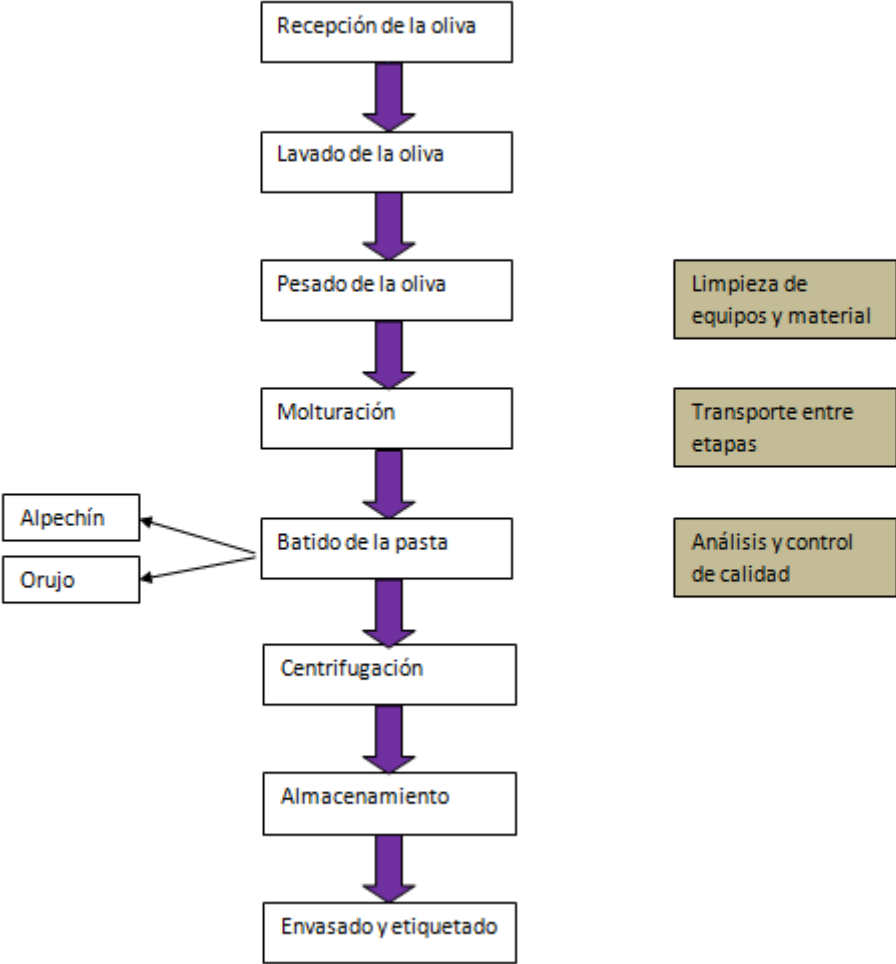 Recepción de la oliva
Lavado de la oliva
Pesado de la oliva
Limpieza de
equipos y material
Molturación
Transporte entre
etapas
Alpechín
Orujo
Batido de la pasta
Análisis y control
de calidad
Centrifugación
Almacenamiento
Envasado y etiquetado